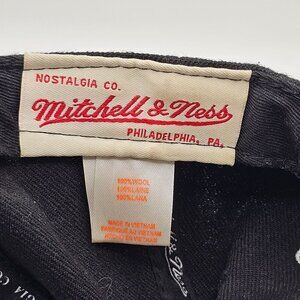 NOSTALGIA CO.
Mitchell & Ness
PHILADELPHIA, PA.
100% WOOL
100% LAINE
100% LANA
MADE IN VIETNAM
FABRIQUE AU VIETNAM
HECHO EN VIETNAM